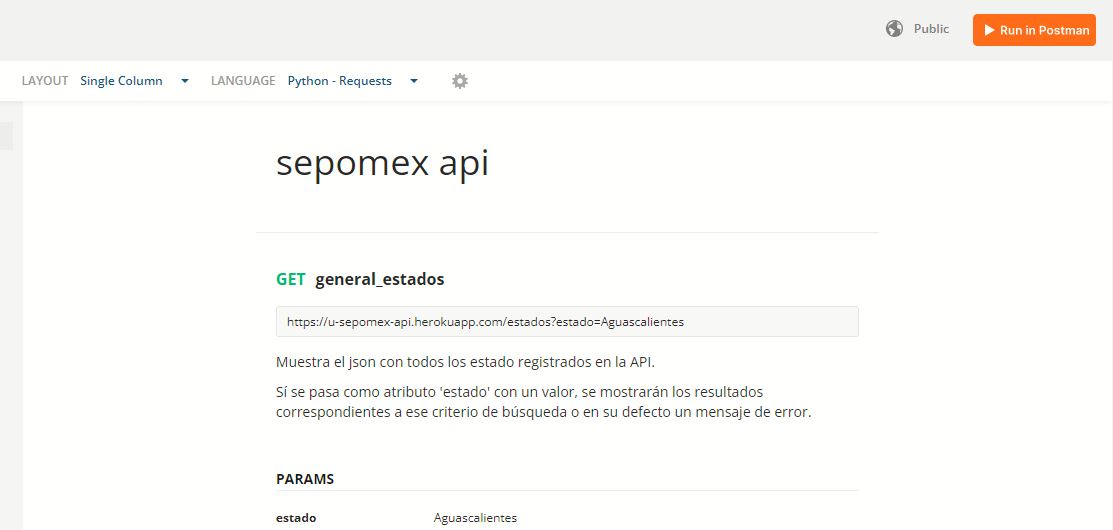 Public
Run in Postman
LAYOUT Single Column LANGUAGE Python - Requests
sepomex api
GET general_estados
https://u-sepomex-api.herokuapp.com/estados?estado=Aguascalientes
Muestra el json con todos los estado registrados en la API.
Sí se pasa como atributo 'estado' con un valor, se mostrarán los resultados
correspondientes a ese criterio de búsqueda o en su defecto un mensaje de error.
PARAMS
estado Aguascalientes